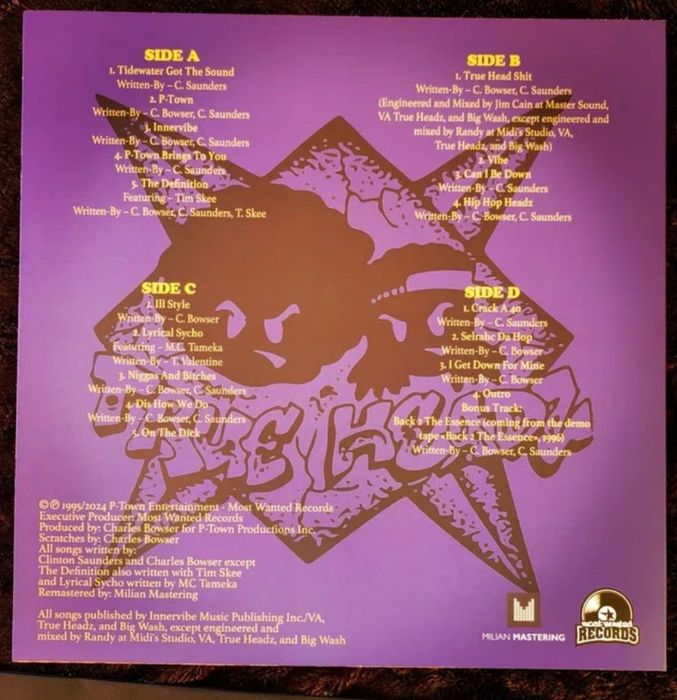 SIDE A
1. Tidewater Got The Sound
Written-By – C. Saunders
2. P-Town
Written-By – C. Bowser, C. Saunders
3. Innervibe
Written-By – C. Bowser, C. Saunders
4. P-Town Brings To You
Written-By – C. Saunders
5. The Definition
Featuring – Tim Skee
Written-By – C. Bowser, C. Saunders, T. Skee
SIDE B
1. True Head Shit
Written-By – C. Bowser, C. Saunders
(Engineered and Mixed by Jim Cain at Master Sound,
VA True Headz, and Big Wash, except engineered and
mixed by Randy at Midi's Studio, VA,
True Headz, and Big Wash)
2. Vibe
3. Can I Be Down
Written-By – C. Saunders
4. Hip Hop Headz
Written-By – C. Bowser, C. Saunders
SIDE C
1. Ill Style
Written-By – C. Bowser
2. Lyrical Sycho
Featuring – M.C. Tameka
Written-By – T. Valentine
3. Niggas And Bitches
Written-By – C. Bowser, C. Saunders
4. Dis How We Do
Written-By – C. Bowser, C. Saunders
5. On The Dick
SIDE D
1. Crack A 40
Written-By – C. Saunders
2. Selrahc Da Hop
Written-By – C. Bowser
3. I Get Down For Mine
Written-By – C. Bowser
4. Outro
Bonus Track:
Back 2 The Essence (coming from the demo
tape «Back 2 The Essence», 1996)
Written-By – C. Bowser, C. Saunders
©℗ 1995/2024 P-Town Entertainment - Most Wanted Records
Executive Producer: Most Wanted Records
Produced by: Charles Bowser for P-Town Productions Inc.
Scratches by: Charles Bowser
All songs written by:
Clinton Saunders and Charles Bowser except
The Definition also written with Tim Skee
and Lyrical Sycho written by MC Tameka
Remastered by: Milian Mastering
All songs published by Innervibe Music Publishing Inc./VA,
True Headz, and Big Wash, except engineered and
mixed by Randy at Midi's Studio, VA, True Headz, and Big Wash
MILIAN MASTERING
most wanted
RECORDS